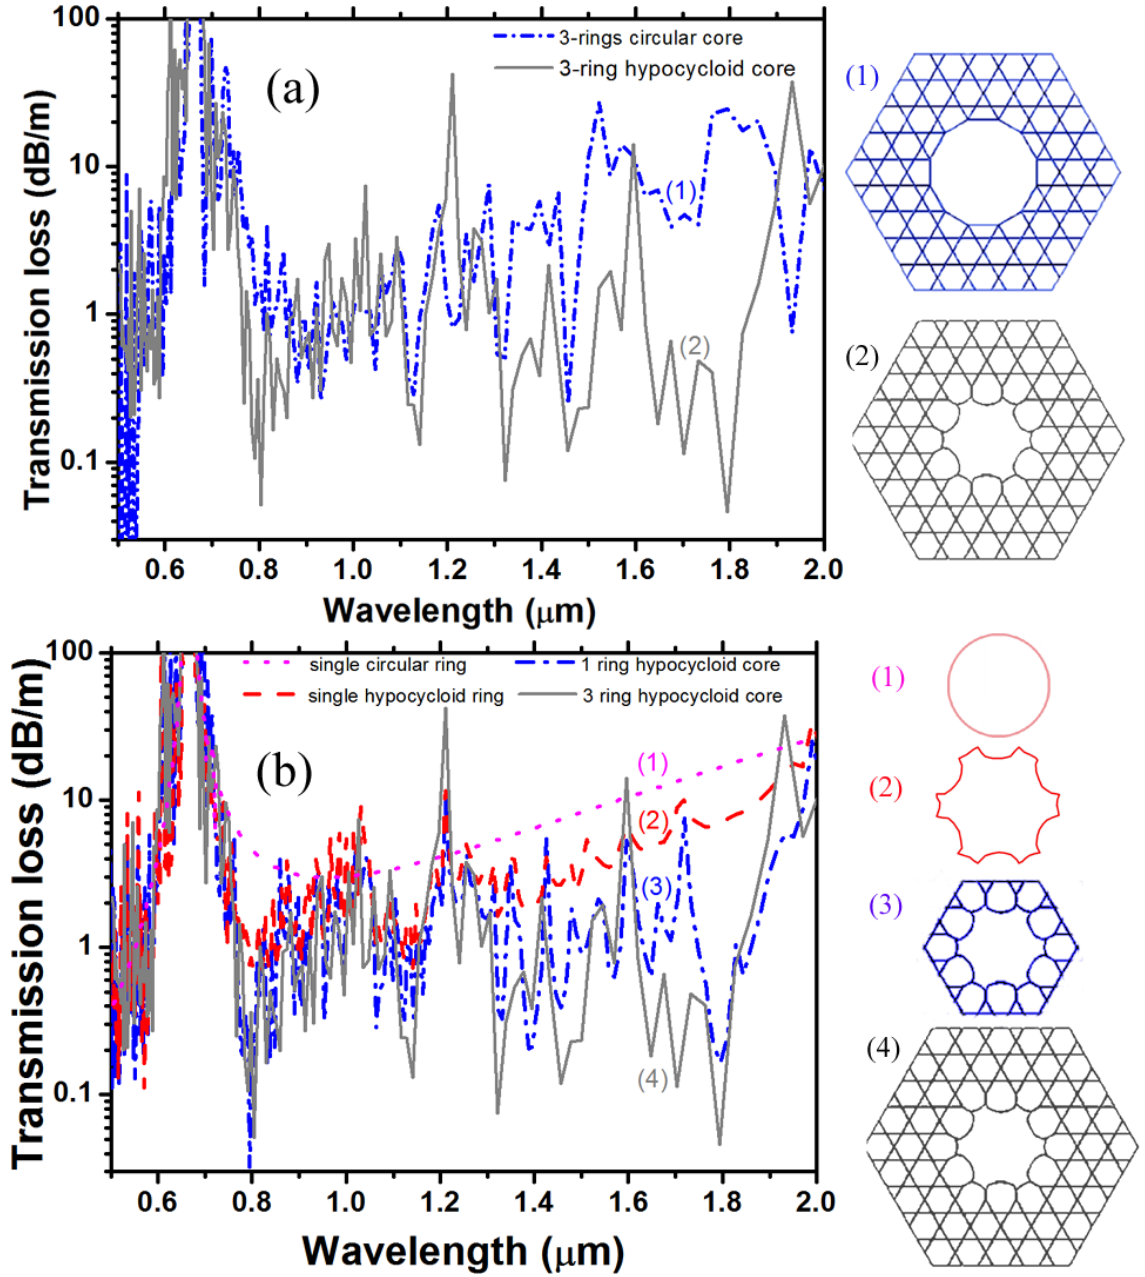 100
10
1
0.1
Transmission loss (dB/m)
(a)
3-rings circular core
3-ring hypocycloid core
(1)
(2)
0.6 0.8 1.0 1.2 1.4 1.6 1.8 2.0
Wavelength (μm)
(1)
(2)
100
10
1
0.1
Transmission loss (dB/m)
single circular ring
1 ring hypocycloid core
single hypocycloid ring
3 ring hypocycloid core
(b)
(1)
(2)
(3)
(4)
0.6 0.8 1.0 1.2 1.4 1.6 1.8 2.0
Wavelength (μm)
(1)
(2)
(3)
(4)